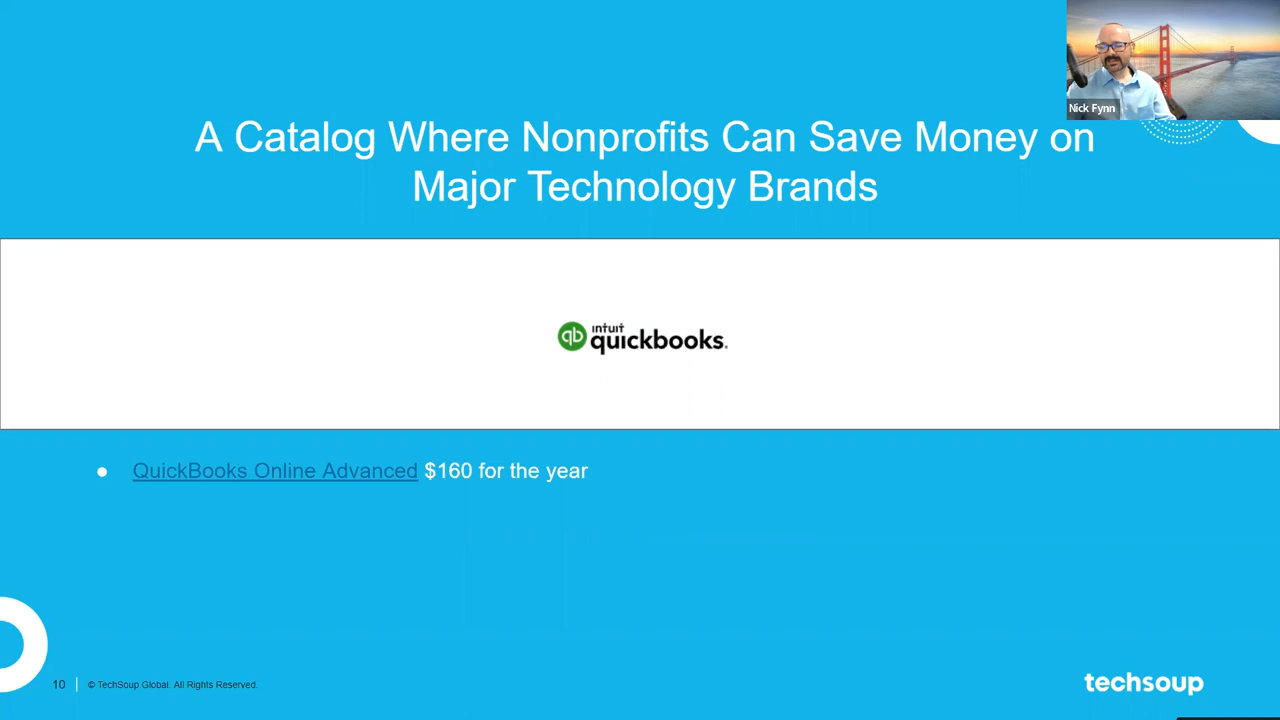 Nick Fynn
A Catalog Where Nonprofits Can Save Money on
Major Technology Brands
qb
intuit
quickbooks.
● QuickBooks Online Advanced $160 for the year
10
© TechSoup Global. All Rights Reserved.
techsoup